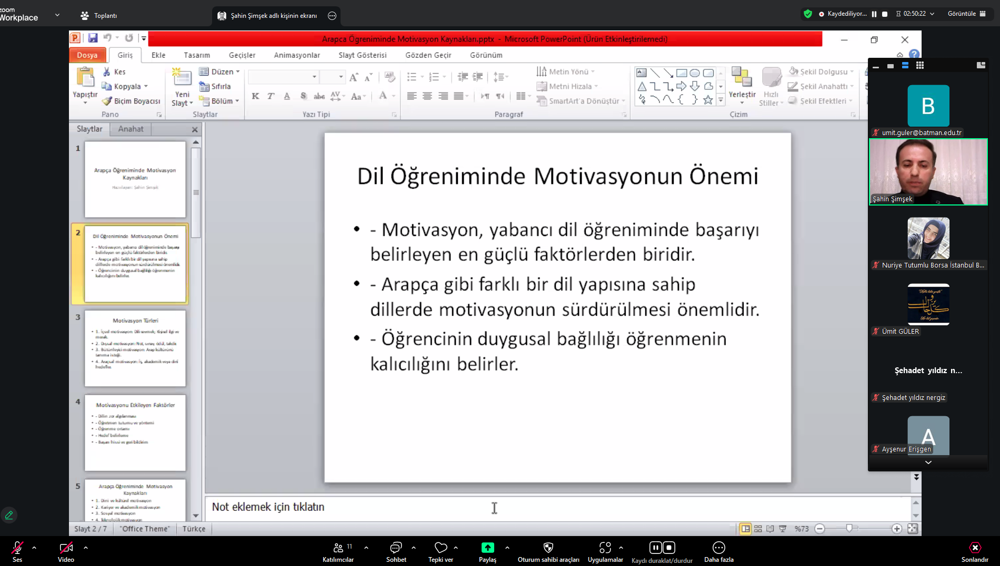 zoom
Workplace
Toplantı
Şahin Şimşek adlı kişinin ekranı
Kaydediliyor...
02:50:22
Görüntüle
Arapca Ögreniminde Motivasyon Kaynakları.pptx - Microsoft PowerPoint (Ürün Etkinleştirilemedi)
Dosya
Giriş
Ekle
Tasarım
Geçişler
Animasyonlar
Slayt Gösterisi
Gözden Geçir
Görünüm
Yapıştır
Kes
Kopyala
Biçim Boyacısı
Pano
Yeni
Slayt
Düzen
Sıfırla
Bölüm
Slaytlar
Yazı Tipi
Metin Yönü
Metni Hizala
SmartArt'a Dönüştür
Paragraf
Yerleştir
Hızlı
Stiller
Şekil Dolgusu
Şekil Anahattı
Şekil Efektleri
Çizim
Slaytlar
Anahat
1
Arapça Öğreniminde Motivasyon
Kaynakları
Hazırlayan: Şahin Şimşek
2
Dil Öğreniminde Motivasyonun Önemi
• - Motivasyon, yabancı dil öğreniminde başarıyı
belirleyen en güçlü faktörlerden biridir.
• - Arapça gibi farklı bir dil yapısına sahip
dillerde motivasyonun sürdürülmesi önemlidir.
• - Öğrencinin duygusal bağlılığı öğrenmenin
kalıcılığını belirler.
3
Motivasyon Türleri
• 1. İçsel motivasyon: Dili sevmek, kişisel ilgi ve
merak.
• 2. Dışsal motivasyon: Not, sınav, ödül, takdir.
• 3. Bütünleyici motivasyon: Arap kültürünü
tanıma isteği.
• 4. Araçsal motivasyon: İş, akademik veya dini
hedefler.
4
Motivasyonu Etkileyen Faktörler
• - Dilin zor algılanması
• - Öğretmen tutumu ve yöntemi
• - Öğrenme ortamı
• - Hedef belirleme
• - Başarı hissi ve geri bildirim
5
Arapça Öğreniminde Motivasyon
Kaynakları
• 1. Dini ve kültürel motivasyon
• 2. Kariyer ve akademik motivasyon
• 3. Sosyal motivasyon
• 4. Teknolojik motivasyon
Dil Öğreniminde Motivasyonun Önemi
• - Motivasyon, yabancı dil öğreniminde başarıyı
belirleyen en güçlü faktörlerden biridir.
• - Arapça gibi farklı bir dil yapısına sahip
dillerde motivasyonun sürdürülmesi önemlidir.
• - Öğrencinin duygusal bağlılığı öğrenmenin
kalıcılığını belirler.
Not eklemek için tıklatın
Slayt 2 / 7
"Office Theme"
Türkçe
%73
B
umit.guler@batman.edu.tr
Şahin Şimşek
Nuriye Tutumlu Borsa İstanbul B...
Ümit GÜLER
Şehadet yıldız n...
Şehadet yıldız nergiz
A
Ayşenur Erişgen
Ses
Video
11
Katılımcılar
Sohbet
Tepki ver
Paylaş
Oturum sahibi araçları
Uygulamalar
Kaydı duraklat/durdur
Daha fazla
Sonlandır